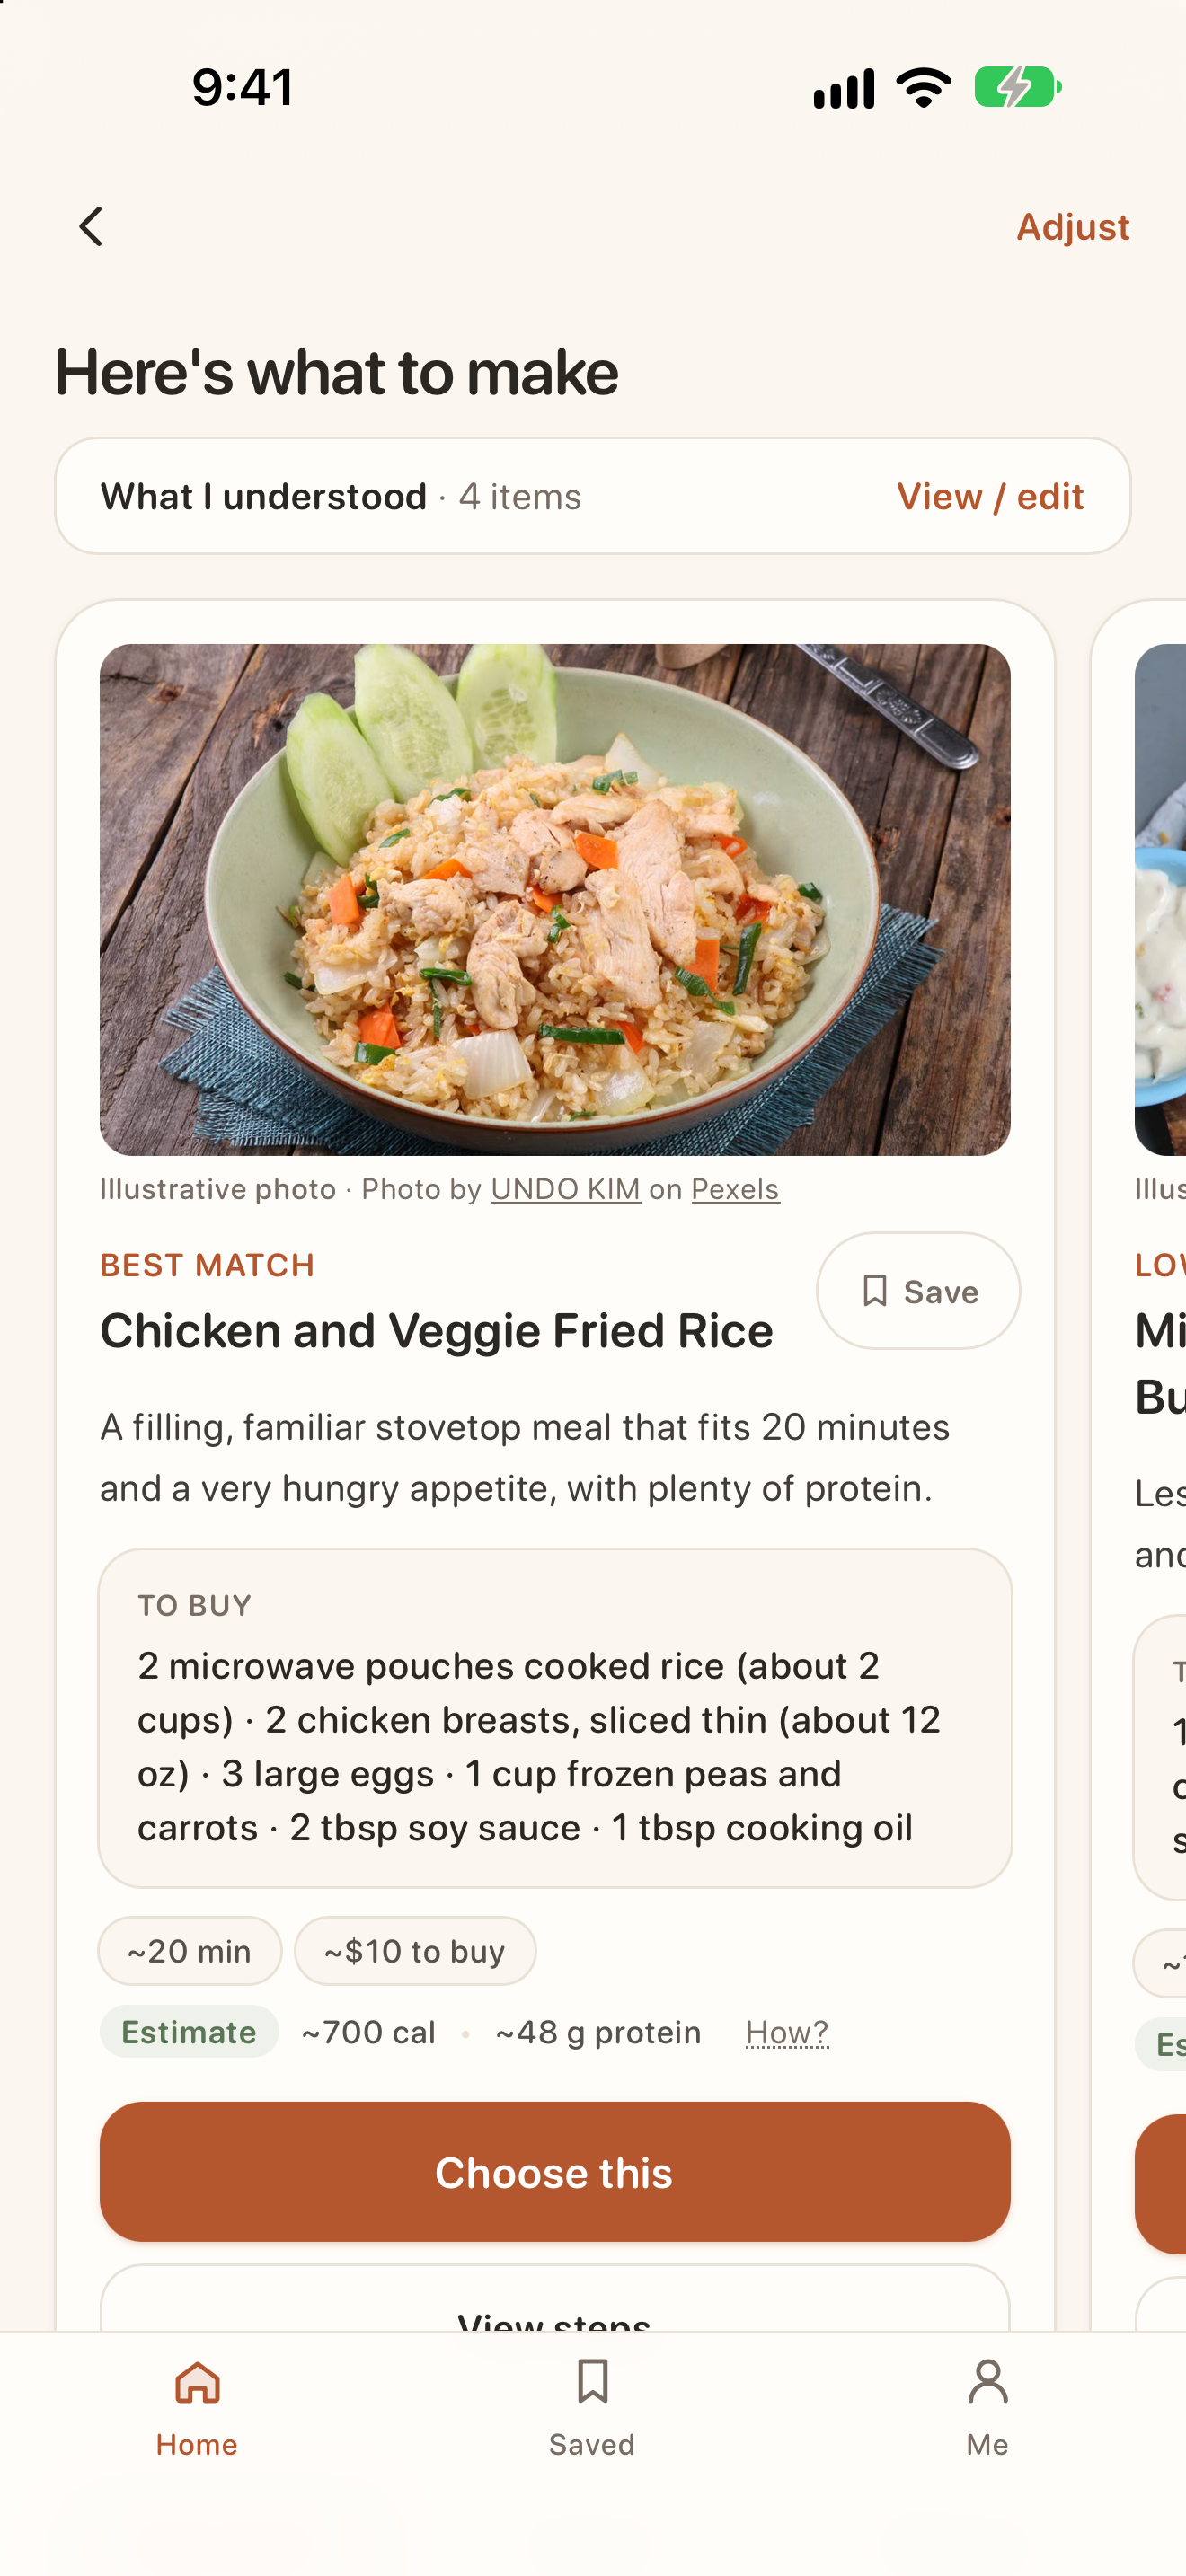 9:41
Adjust
Here's what to make
What I understood · 4 items
View / edit
Illustrative photo · Photo by UNDO KIM on Pexels
BEST MATCH
Save
Chicken and Veggie Fried Rice
A filling, familiar stovetop meal that fits 20 minutes
and a very hungry appetite, with plenty of protein.
TO BUY
2 microwave pouches cooked rice (about 2
cups) · 2 chicken breasts, sliced thin (about 12
oz) · 3 large eggs · 1 cup frozen peas and
carrots · 2 tbsp soy sauce · 1 tbsp cooking oil
~20 min
~$10 to buy
Estimate ~700 cal • ~48 g protein How?
Choose this
View steps
Home
Saved
Me